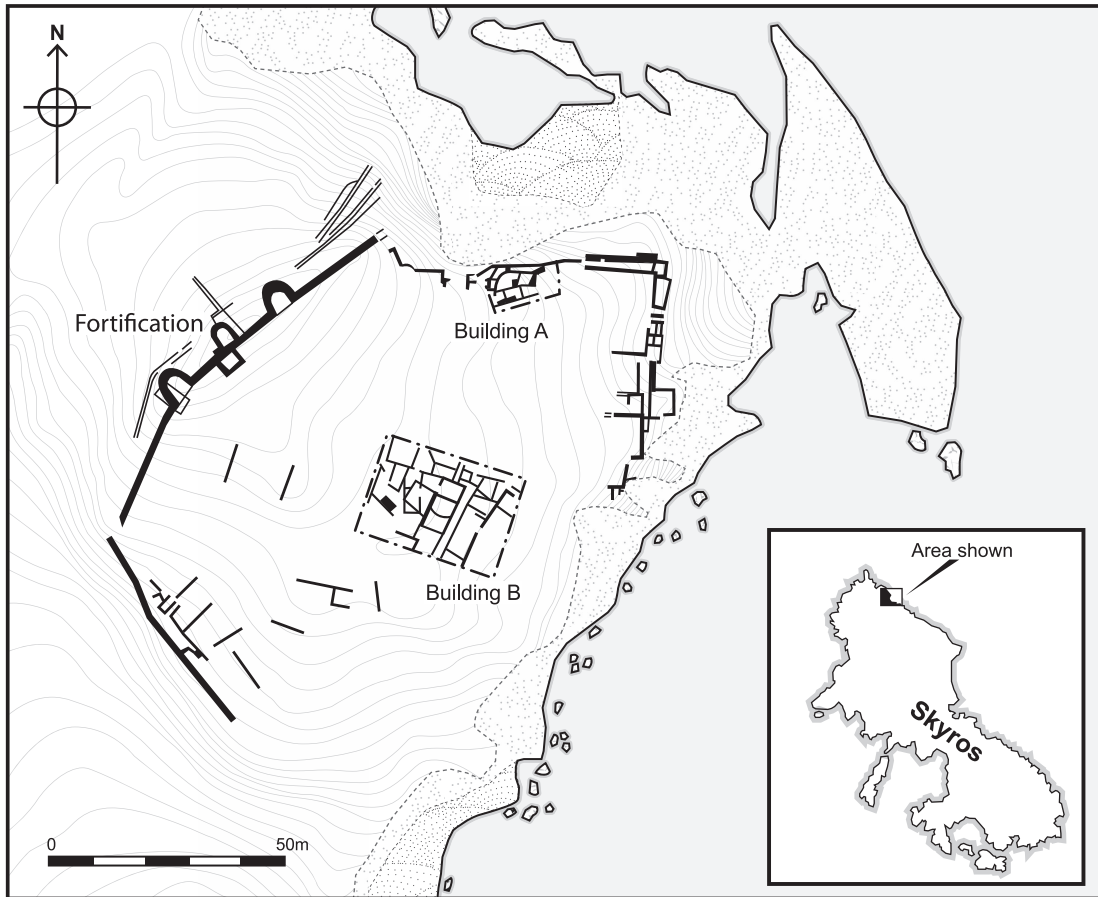 N
Fortification
Building A
Building B
Area shown
Skyros
0 50m